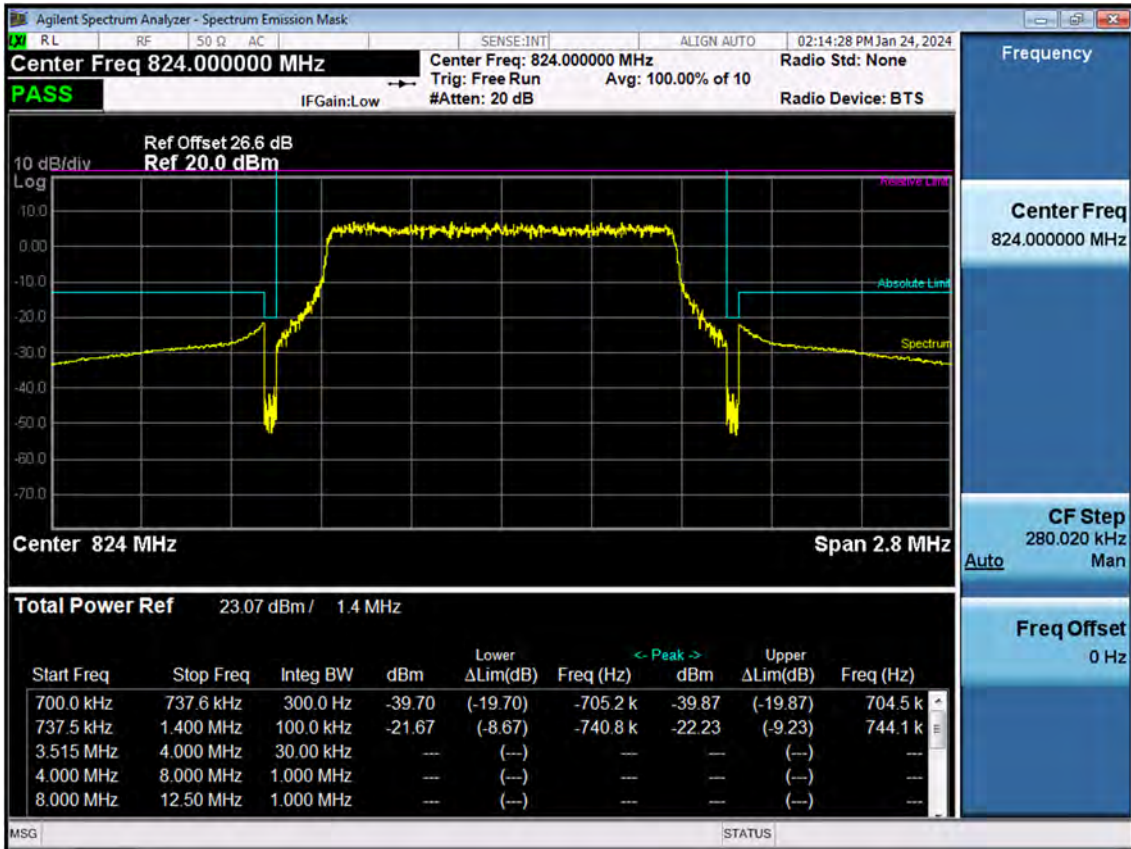 Agilent Spectrum Analyzer - Spectrum Emission Mask
LXI RL RF 50 Ω AC SENSE:INT ALIGN AUTO 02:14:28 PM Jan 24, 2024
Center Freq 824.000000 MHz Center Freq: 824.000000 MHz Radio Std: None
Trig: Free Run Avg: 100.00% of 10
PASS IFGain:Low #Atten: 20 dB Radio Device: BTS
Ref Offset 26.6 dB
10 dB/div Ref 20.0 dBm
Log
Relative Limit
10.0
0.00
-10.0
Absolute Limit
-20.0
-30.0
Spectrum
-40.0
-50.0
-60.0
-70.0
Center 824 MHz Span 2.8 MHz
Total Power Ref 23.07 dBm / 1.4 MHz
Lower <- Peak -> Upper
Start Freq Stop Freq Integ BW dBm ΔLim(dB) Freq (Hz) dBm ΔLim(dB) Freq (Hz)
700.0 kHz 737.6 kHz 300.0 Hz -39.70 (-19.70) -705.2 k -39.87 (-19.87) 704.5 k
737.5 kHz 1.400 MHz 100.0 kHz -21.67 (-8.67) -740.8 k -22.23 (-9.23) 744.1 k
3.515 MHz 4.000 MHz 30.00 kHz --- (---) --- --- (---) ---
4.000 MHz 8.000 MHz 1.000 MHz --- (---) --- --- (---) ---
8.000 MHz 12.50 MHz 1.000 MHz --- (---) --- --- (---) ---
MSG STATUS
Frequency
Center Freq
824.000000 MHz
CF Step
280.020 kHz
Auto Man
Freq Offset
0 Hz